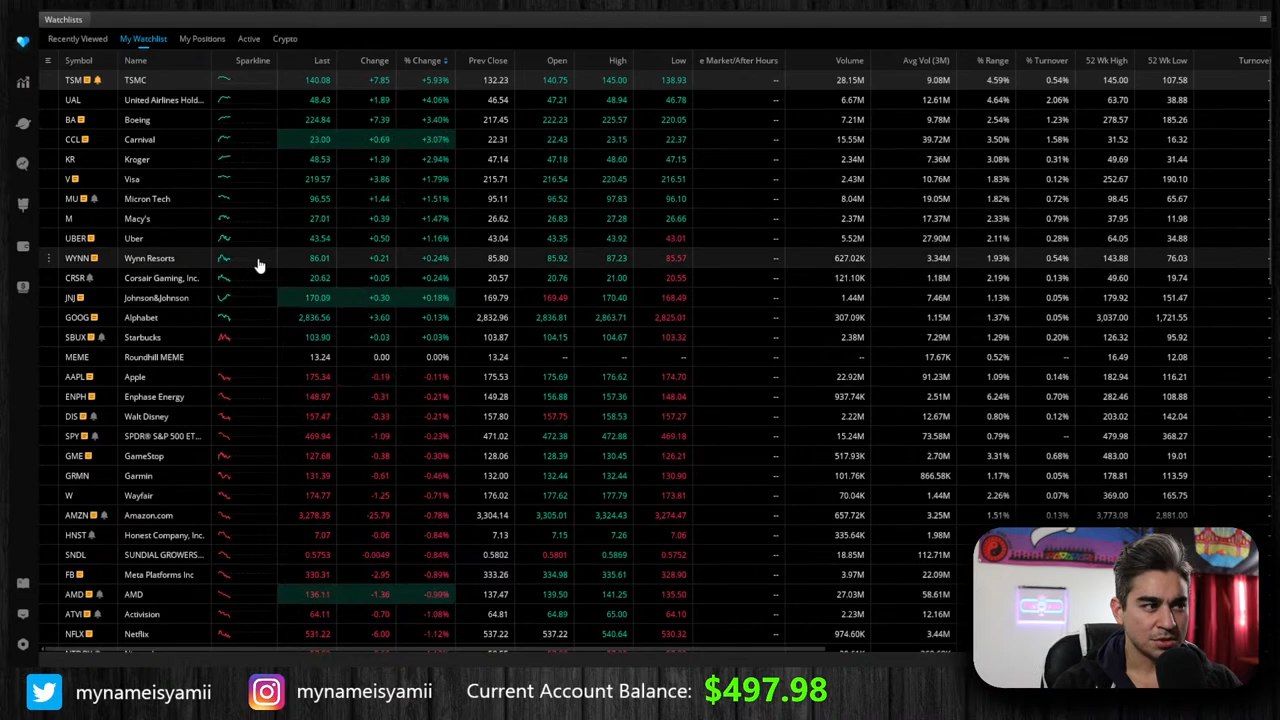 Watchlists
Recently Viewed My Watchlist My Positions Active Crypto
Symbol Name Sparkline Last Change % Change Prev Close Open High Low e Market/After Hours Volume Avg Vol (3M) % Range % Turnover 52 Wk High 52 Wk Low Turnove
TSM TSMC 140.08 +7.85 +5.93% 132.23 140.75 145.00 138.93 -- 28.15M 9.08M 4.59% 0.54% 145.00 107.58
UAL United Airlines Hold... 48.43 +1.89 +4.06% 46.54 47.21 48.94 46.78 -- 6.67M 12.61M 4.64% 2.06% 63.70 38.88
BA Boeing 224.84 +7.39 +3.40% 217.45 222.23 225.57 220.05 -- 7.21M 9.78M 2.54% 1.23% 278.57 185.26
CCL Carnival 23.00 +0.69 +3.07% 22.31 22.43 23.15 22.37 -- 15.55M 39.72M 3.50% 1.58% 31.52 16.32
KR Kroger 48.53 +1.39 +2.94% 47.14 47.18 48.60 47.15 -- 2.34M 7.36M 3.08% 0.31% 49.69 31.44
V Visa 219.57 +3.86 +1.79% 215.71 216.54 220.45 216.51 -- 2.43M 10.76M 1.83% 0.12% 252.67 190.10
MU Micron Tech 96.55 +1.44 +1.51% 95.11 96.52 97.83 96.10 -- 8.04M 19.05M 1.82% 0.72% 98.45 65.67
M Macy's 27.01 +0.39 +1.47% 26.62 26.83 27.28 26.66 -- 2.37M 17.37M 2.33% 0.79% 37.95 11.98
UBER Uber 43.54 +0.50 +1.16% 43.04 43.35 43.92 43.01 -- 5.52M 27.90M 2.11% 0.28% 64.05 34.88
WYNN Wynn Resorts 86.01 +0.21 +0.24% 85.80 85.92 87.23 85.57 -- 627.02K 3.34M 1.93% 0.54% 143.88 76.03
CRSR Corsair Gaming, Inc. 20.62 +0.05 +0.24% 20.57 20.76 21.00 20.55 -- 121.10K 1.18M 2.19% 0.13% 49.60 19.74
JNJ Johnson&Johnson 170.09 +0.30 +0.18% 169.79 169.49 170.40 168.49 -- 1.44M 7.46M 1.13% 0.05% 179.92 151.47
GOOG Alphabet 2,836.56 +3.60 +0.13% 2,832.96 2,836.81 2,863.71 2,825.01 -- 307.09K 1.15M 1.37% 0.05% 3,037.00 1,721.55
SBUX Starbucks 103.90 +0.03 +0.03% 103.87 104.15 104.67 103.32 -- 2.38M 7.29M 1.29% 0.20% 126.32 95.92
MEME Roundhill MEME 13.24 0.00 0.00% 13.24 -- -- -- -- -- 17.67K 0.52% -- 16.49 12.08
AAPL Apple 175.34 -0.19 -0.11% 175.53 175.69 176.62 174.70 -- 22.92M 91.23M 1.09% 0.14% 182.94 116.21
ENPH Enphase Energy 148.97 -0.31 -0.21% 149.28 156.88 157.36 148.04 -- 937.74K 2.51M 6.24% 0.70% 282.46 108.88
DIS Walt Disney 157.47 -0.33 -0.21% 157.80 157.75 158.53 157.27 -- 2.22M 12.67M 0.80% 0.12% 203.02 142.04
SPY SPDR® S&P 500 ET... 469.94 -1.09 -0.23% 471.02 472.38 472.88 469.18 -- 15.24M 73.58M 0.79% -- 479.98 368.27
GME GameStop 127.68 -0.38 -0.30% 128.06 128.38 130.45 126.21 -- 517.93K 2.70M 3.31% 0.68% 483.00 19.01
GRMN Garmin 131.39 -0.61 -0.46% 132.00 132.44 132.44 130.90 -- 101.76K 866.58K 1.17% 0.05% 178.81 113.59
W Wayfair 174.77 -1.25 -0.71% 176.02 177.62 177.79 173.81 -- 70.04K 1.44M 2.26% 0.07% 369.00 165.75
AMZN Amazon.com 3,278.35 -25.79 -0.78% 3,304.14 3,305.01 3,324.43 3,274.47 -- 657.72K 3.25M 1.51% 0.13% 3,773.08 2,881.00
HNST Honest Company, Inc. 7.07 -0.06 -0.84% 7.13 7.15 7.26 7.06 -- 335.64K 1.98M
SNDL SUNDIAL GROWERS... 0.5753 -0.0049 -0.84% 0.5802 0.5801 0.5869 0.5752 -- 18.85M 112.71M
FB Meta Platforms Inc 330.31 -2.95 -0.89% 333.26 334.98 335.61 328.90 -- 3.97M 22.09M
AMD AMD 136.11 -1.36 -0.99% 137.47 139.50 141.25 135.50 -- 27.03M 58.61M
ATVI Activision 64.11 -0.70 -1.08% 64.81 64.89 65.00 64.10 -- 2.23M 12.16M
NFLX Netflix 531.22 -6.00 -1.12% 537.22 537.22 540.64 530.32 -- 974.60K 3.44M
mynameisyamii mynameisyamii Current Account Balance: $497.98